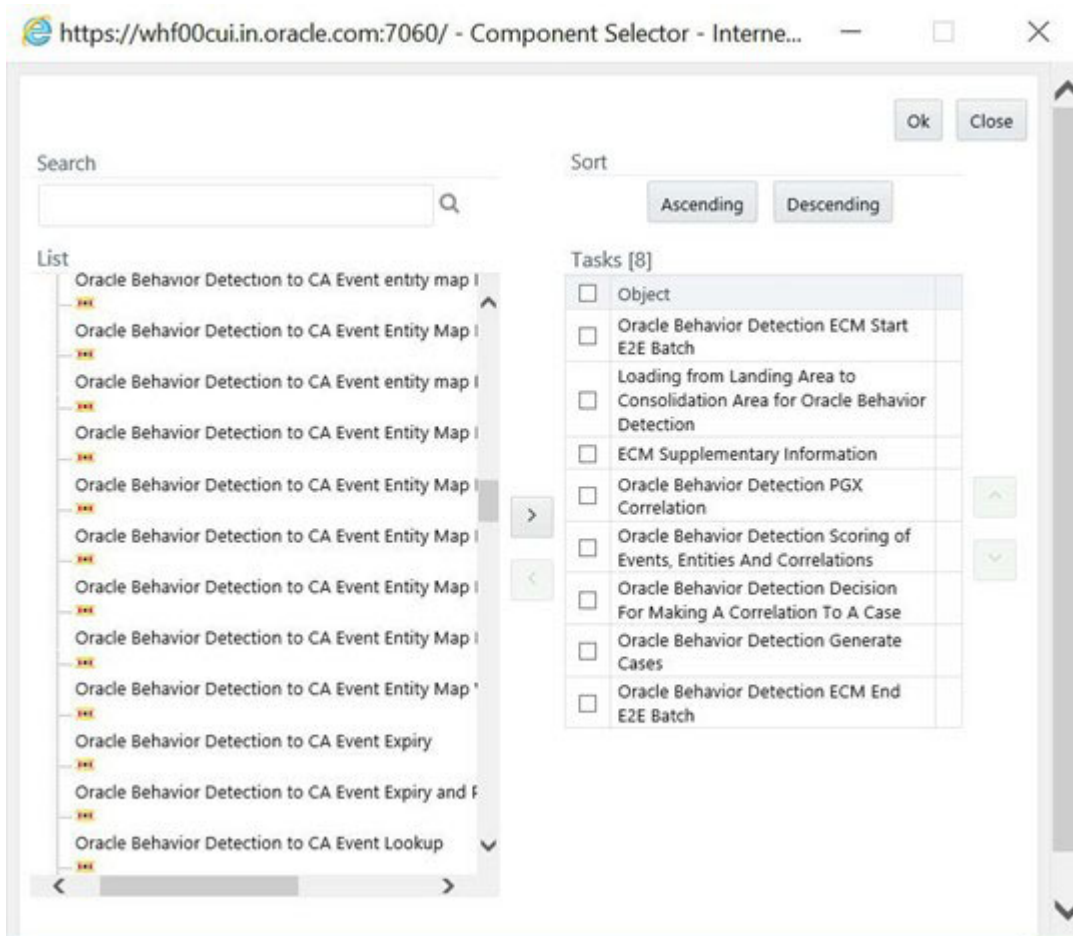 https://whf00cui.in.oracle.com:7060/ - Component Selector - Interne...
Ok Close
Search
Sort
Ascending Descending
List
Tasks [8]
Oracle Behavior Detection to CA Event entity map
Oracle Behavior Detection to CA Event Entity Map
Oracle Behavior Detection to CA Event entity map
Oracle Behavior Detection to CA Event Entity Map
Oracle Behavior Detection to CA Event Entity Map
Oracle Behavior Detection to CA Event Entity Map
Oracle Behavior Detection to CA Event Entity Map
Oracle Behavior Detection to CA Event Entity Map
Oracle Behavior Detection to CA Event Entity Map
Oracle Behavior Detection to CA Event Expiry
Oracle Behavior Detection to CA Event Expiry and
Oracle Behavior Detection to CA Event Lookup
Object
Oracle Behavior Detection ECM Start
E2E Batch
Loading from Landing Area to
Consolidation Area for Oracle Behavior
Detection
ECM Supplementary Information
Oracle Behavior Detection PGX
Correlation
Oracle Behavior Detection Scoring of
Events, Entities And Correlations
Oracle Behavior Detection Decision
For Making A Correlation To A Case
Oracle Behavior Detection Generate
Cases
Oracle Behavior Detection ECM End
E2E Batch